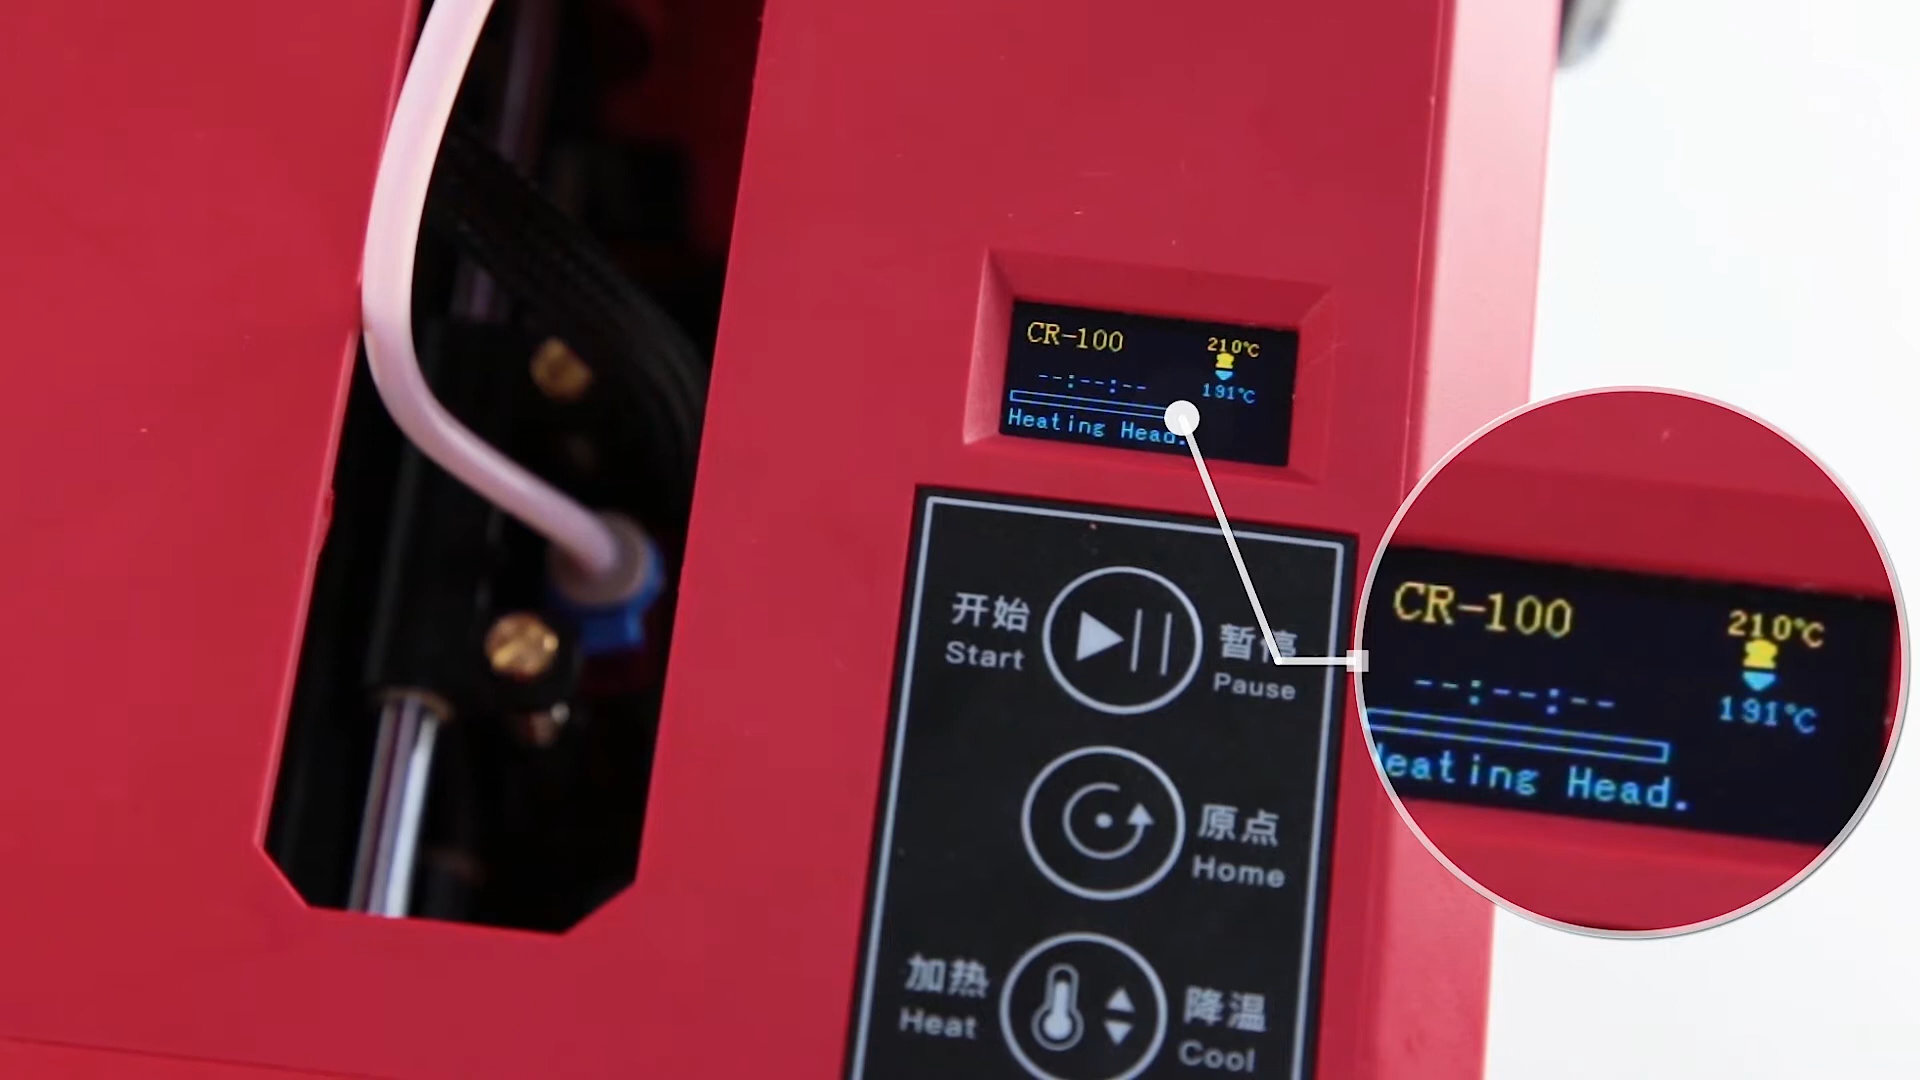 CR-100
210℃
--:--:--
191℃
Heating Head.
开始
Start
暂停
Pause
原点
Home
加热
Heat
降温
Cool
CR-100
210℃
--:--:--
191℃
eating Head.